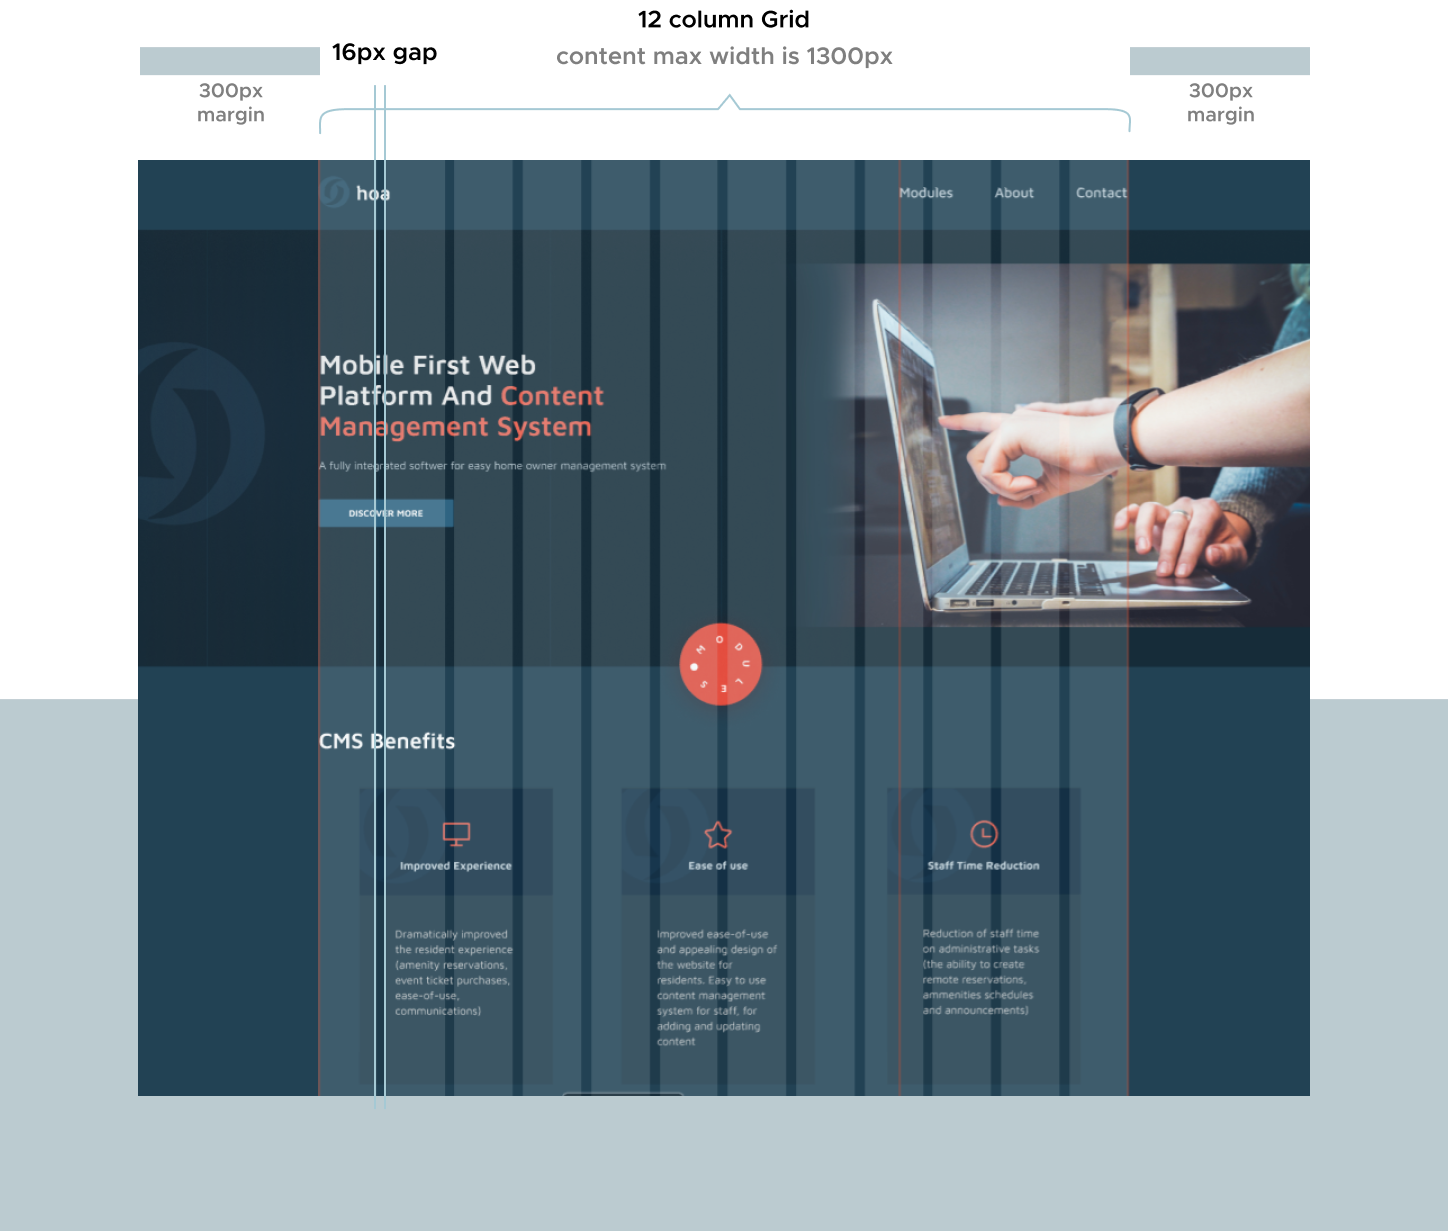 12 column Grid
16px gap
content max width is 1300px
300px
margin
300px
margin
hoa
Modules
About
Contact
Mobile First Web
Platform And Content
Management System
A fully integrated softwer for easy home owner management system
DISCOVER MORE
MODULES
CMS Benefits
Improved Experience
Dramatically improved
the resident experience
(amenity reservations,
event ticket purchases,
ease-of-use,
communications)
Ease of use
Improved ease-of-use
and appealing design of
the website for
residents. Easy to use
content management
system for staff, for
adding and updating
content
Staff Time Reduction
Reduction of staff time
on administrative tasks
(the ability to create
remote reservations,
ammenities schedules
and announcements)